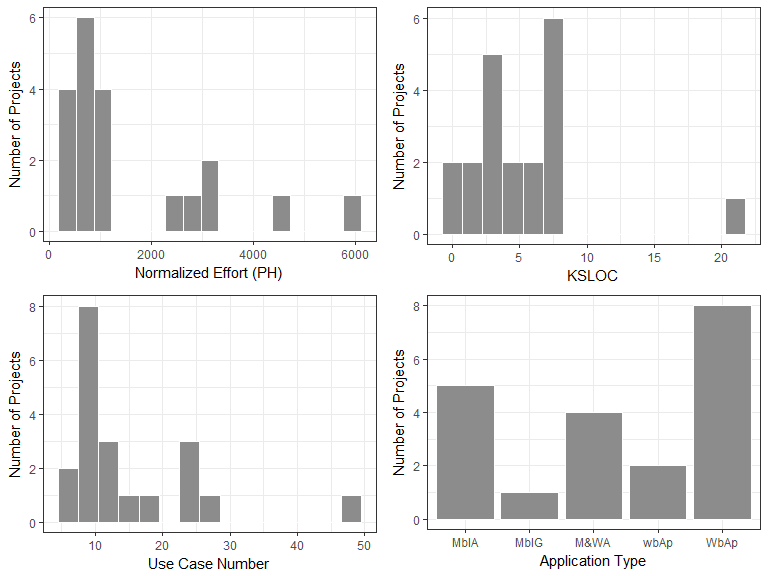 Number of Projects
6
4
2
0
0 2000 4000 6000
Normalized Effort (PH)
Number of Projects
6
4
2
0
0 5 10 15 20
KSLOC
Number of Projects
8
6
4
2
0
10 20 30 40 50
Use Case Number
Number of Projects
8
6
4
2
0
MblA MblG M&WA wbAp WbAp
Application Type